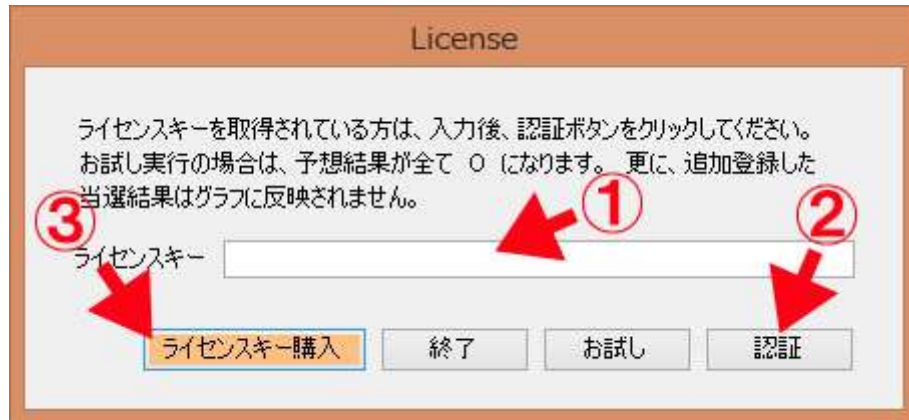 License
ライセンスキーを取得されている方は、入力後、認証ボタンをクリックしてください。
お試し実行の場合は、予想結果が全て 0 になります。 更に、追加登録した
当選結果はグラフに反映されません。
① ② ③
ライセンスキー
ライセンスキー購入 終了 お試し 認証